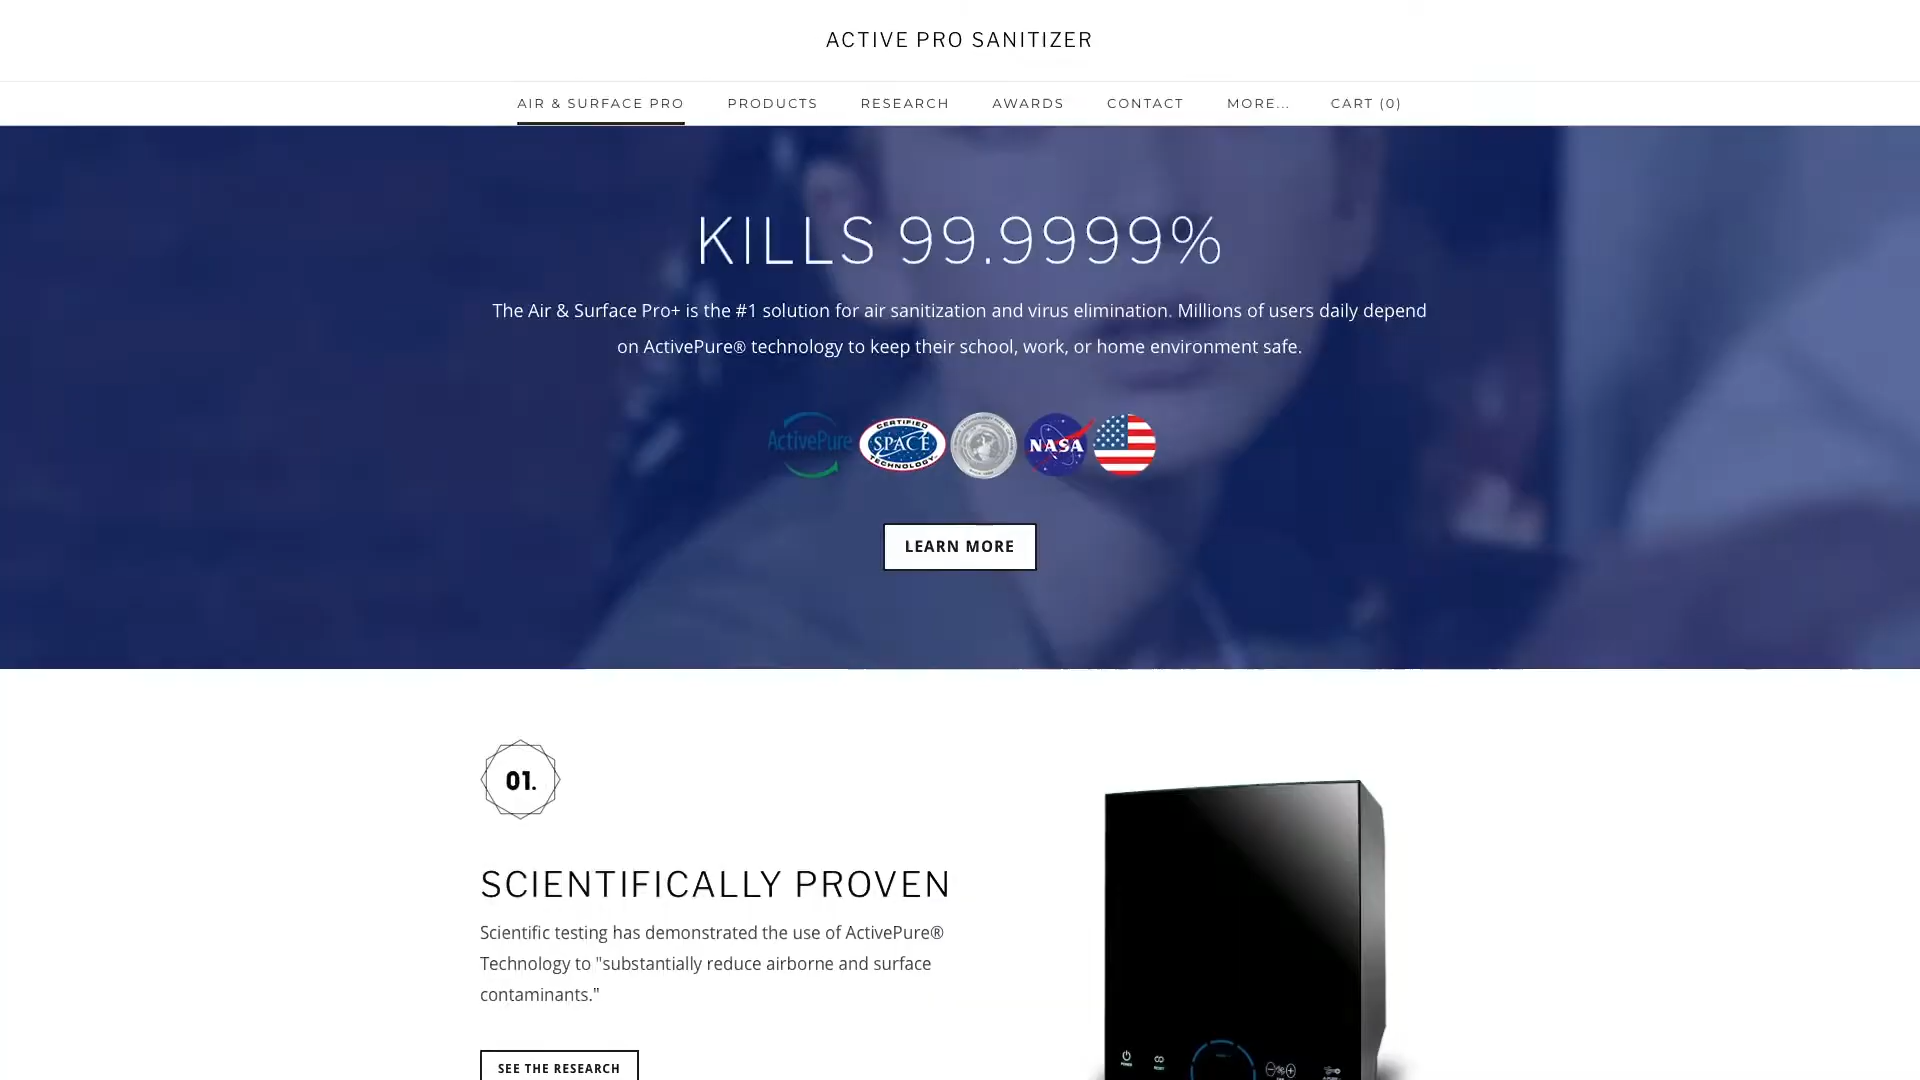 ACTIVE PRO SANITIZER
AIR & SURFACE PRO PRODUCTS RESEARCH AWARDS CONTACT MORE... CART (0)
KILLS 99.9999%
The Air & Surface Pro+ is the #1 solution for air sanitization and virus elimination. Millions of users daily depend
on ActivePure® technology to keep their school, work, or home environment safe.
ActivePure
CERTIFIED
SPACE
TECHNOLOGY
NASA
LEARN MORE
01.
SCIENTIFICALLY PROVEN
Scientific testing has demonstrated the use of ActivePure®
Technology to "substantially reduce airborne and surface
contaminants."
SEE THE RESEARCH